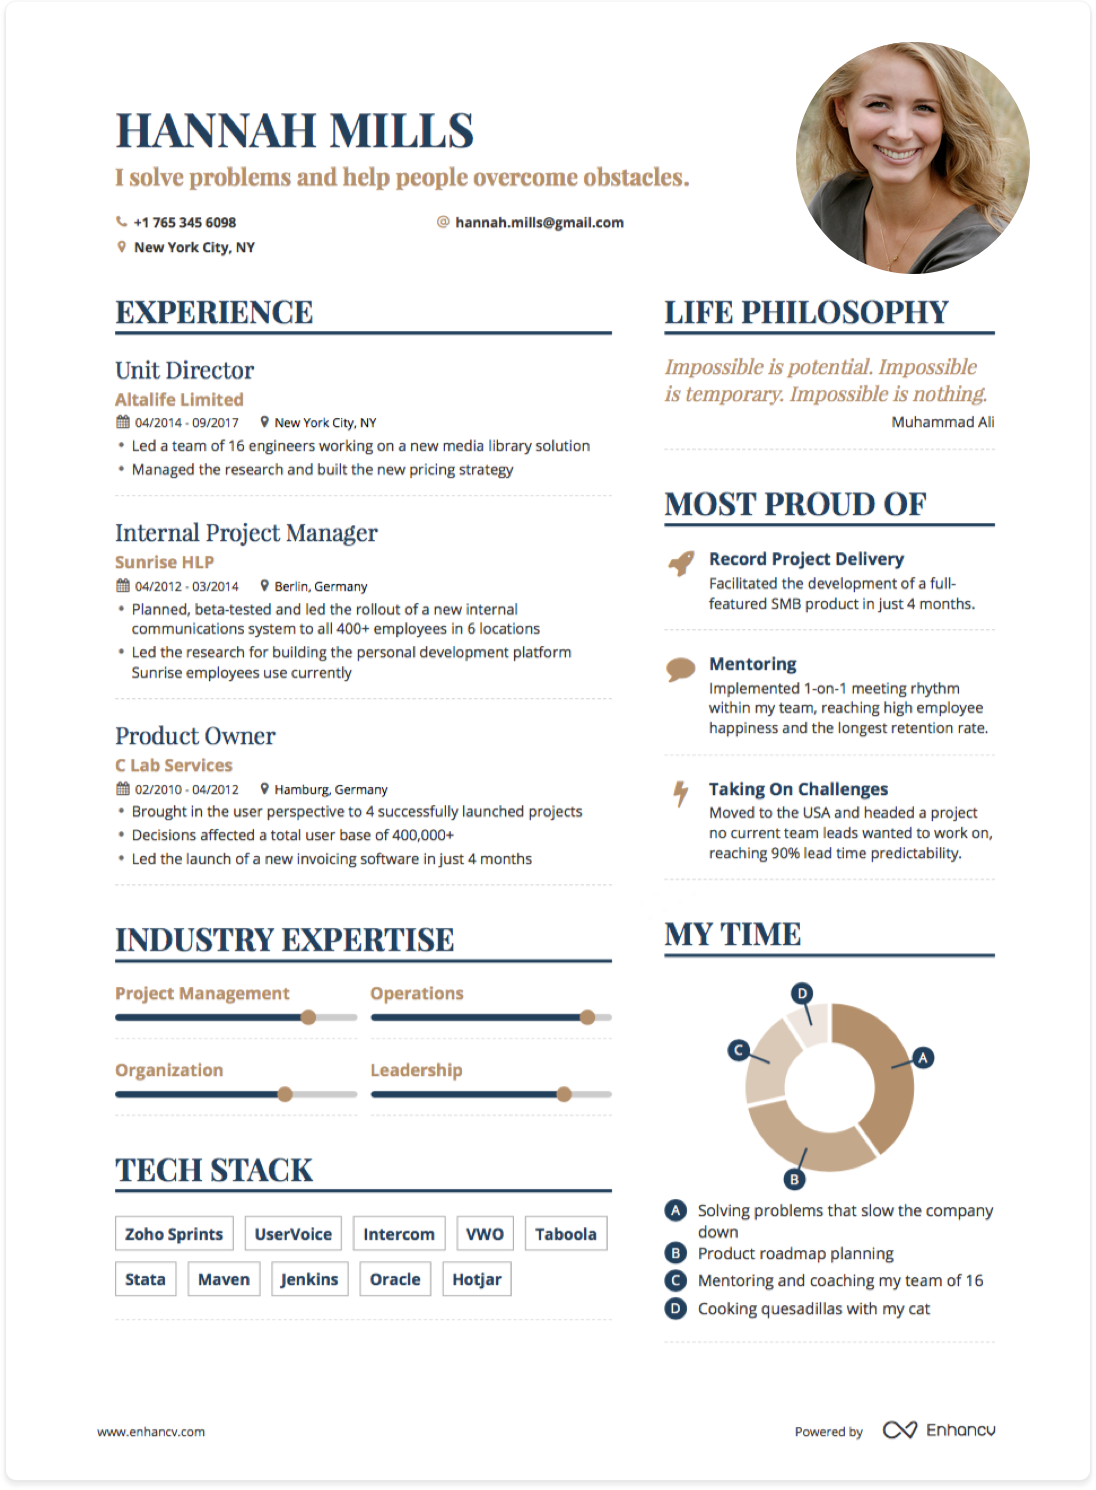 HANNAH MILLS
I solve problems and help people overcome obstacles.
+1 765 345 6098
@ hannah.mills@gmail.com
New York City, NY
EXPERIENCE
Unit Director
Altalife Limited
04/2014 - 09/2017 New York City, NY
• Led a team of 16 engineers working on a new media library solution
• Managed the research and built the new pricing strategy
Internal Project Manager
Sunrise HLP
04/2012 - 03/2014 Berlin, Germany
• Planned, beta-tested and led the rollout of a new internal
communications system to all 400+ employees in 6 locations
• Led the research for building the personal development platform
Sunrise employees use currently
Product Owner
C Lab Services
02/2010 - 04/2012 Hamburg, Germany
• Brought in the user perspective to 4 successfully launched projects
• Decisions affected a total user base of 400,000+
• Led the launch of a new invoicing software in just 4 months
INDUSTRY EXPERTISE
Project Management
Operations
Organization
Leadership
TECH STACK
Zoho Sprints UserVoice Intercom VWO Taboola
Stata Maven Jenkins Oracle Hotjar
LIFE PHILOSOPHY
Impossible is potential. Impossible
is temporary. Impossible is nothing.
Muhammad Ali
MOST PROUD OF
Record Project Delivery
Facilitated the development of a full-
featured SMB product in just 4 months.
Mentoring
Implemented 1-on-1 meeting rhythm
within my team, reaching high employee
happiness and the longest retention rate.
Taking On Challenges
Moved to the USA and headed a project
no current team leads wanted to work on,
reaching 90% lead time predictability.
MY TIME
D
C
A
B
A Solving problems that slow the company
down
B Product roadmap planning
C Mentoring and coaching my team of 16
D Cooking quesadillas with my cat
www.enhancv.com
Powered by Enhancv